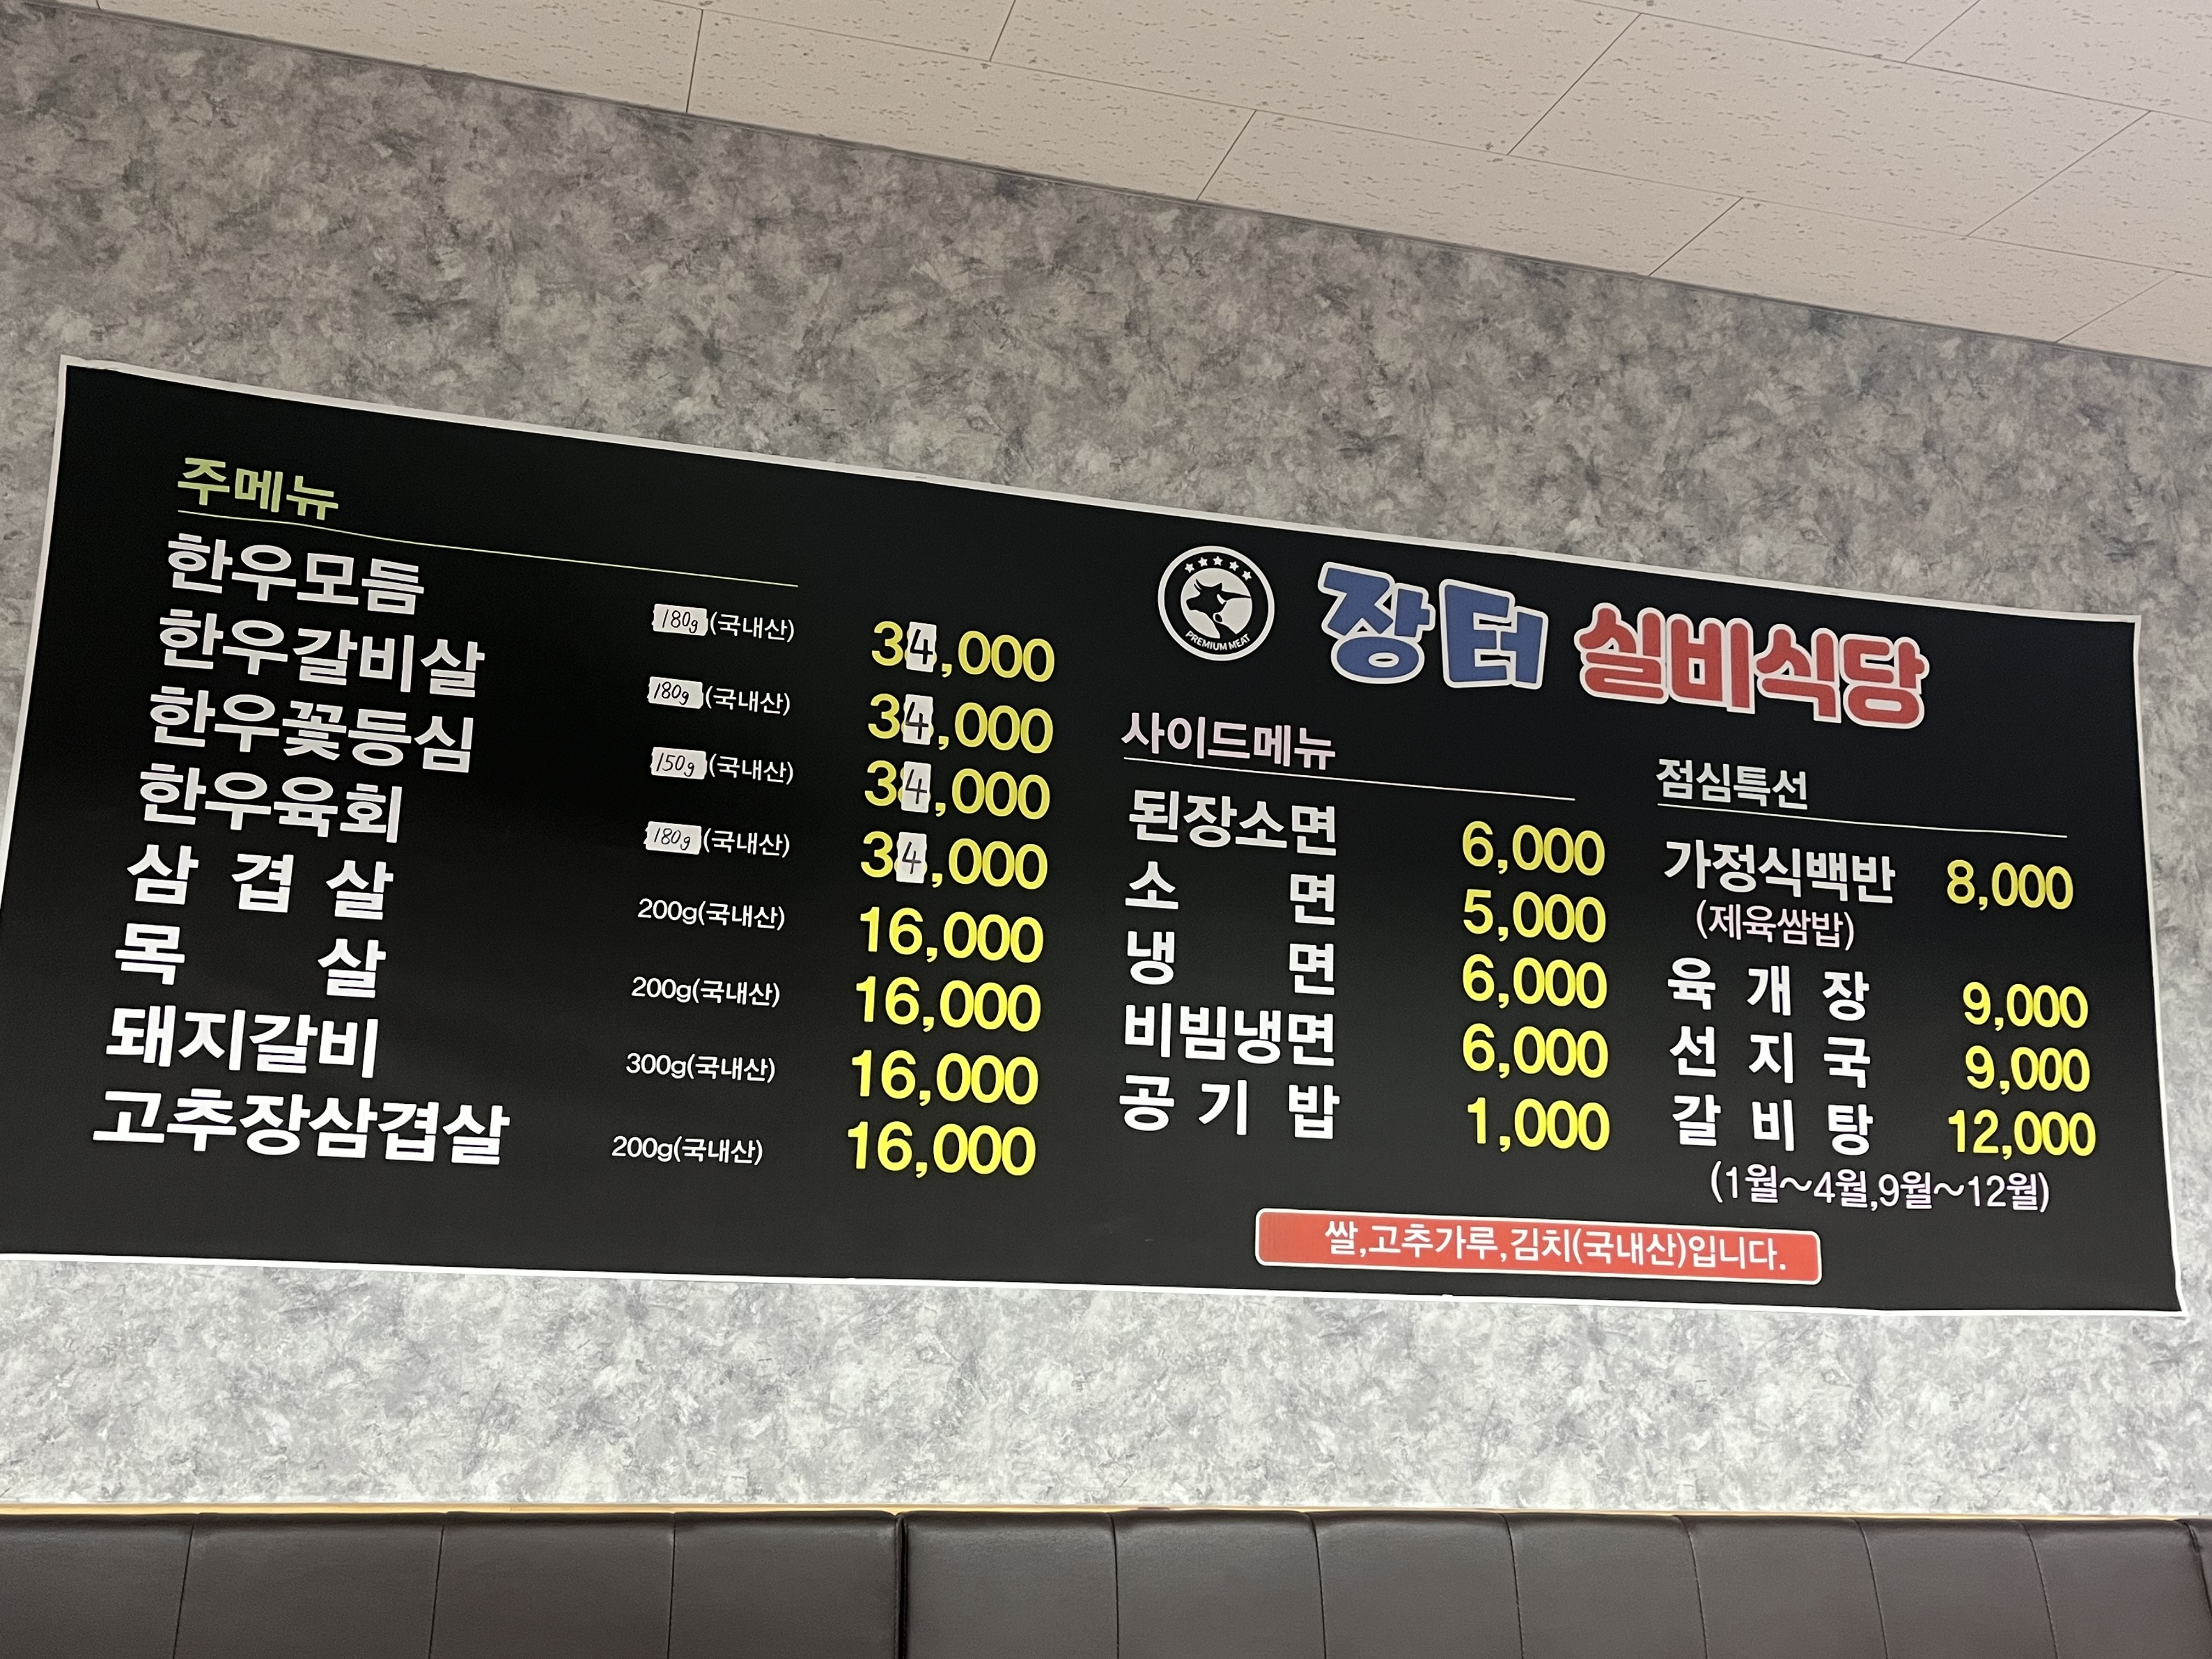 주메뉴
한우모듬 180g(국내산) 34,000
한우갈비살 180g(국내산) 34,000
한우꽃등심 150g(국내산) 34,000
한우육회 180g(국내산) 34,000
삼 겹 살 200g(국내산) 16,000
목 살 200g(국내산) 16,000
돼지갈비 300g(국내산) 16,000
고추장삼겹살 200g(국내산) 16,000
PREMIUM MEAT
장터 실비식당
사이드메뉴
된장소면 6,000
소 면 5,000
냉 면 6,000
비빔냉면 6,000
공 기 밥 1,000
점심특선
가정식백반 8,000
(제육쌈밥)
육 개 장 9,000
선 지 국 9,000
갈 비 탕 12,000
(1월~4월,9월~12월)
쌀,고추가루,김치(국내산)입니다.